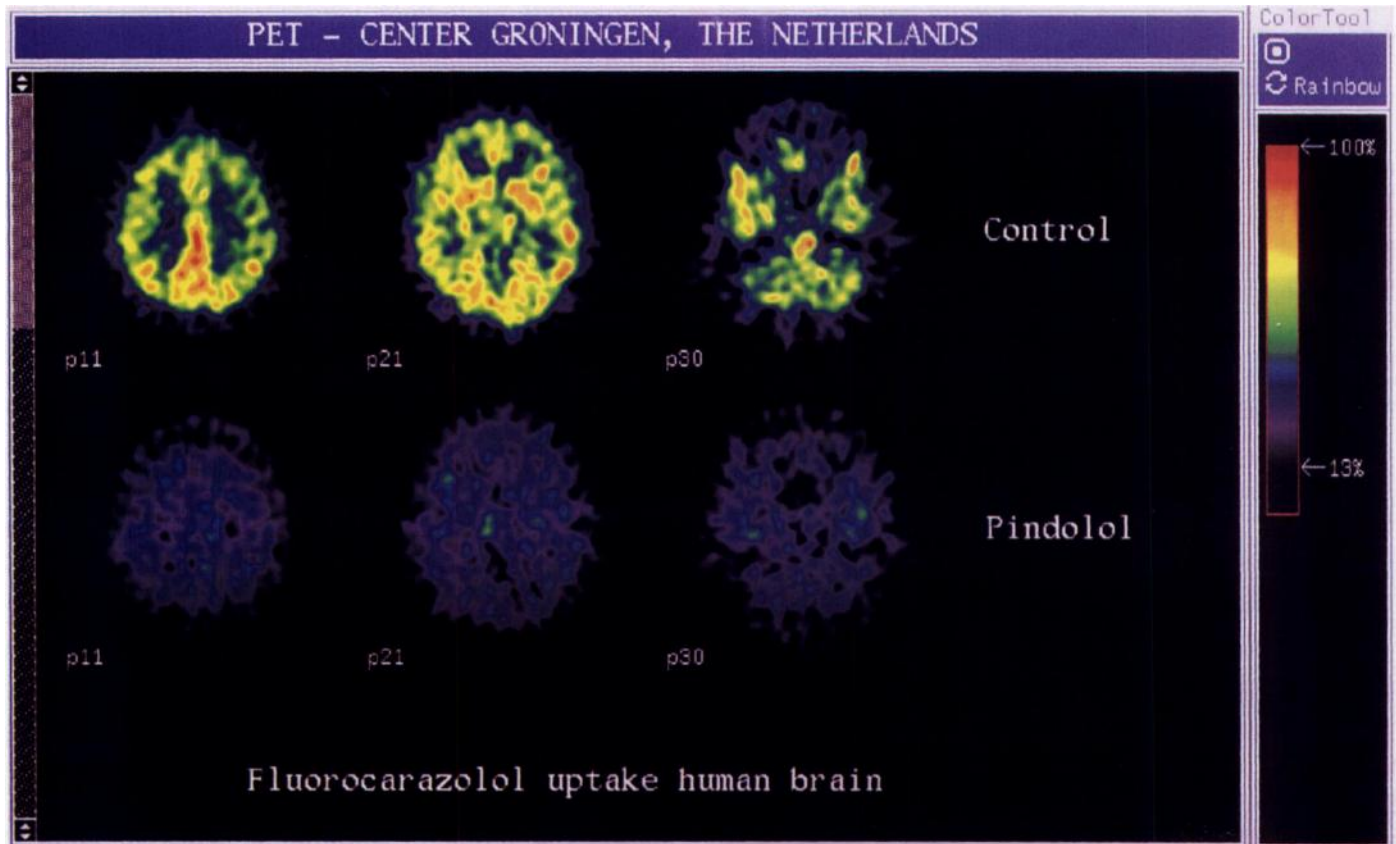 PET - CENTER GRONINGEN, THE NETHERLANDS
ColorTool
Rainbow
100%
Control
p11
p21
p30
13%
Pindolol
p11
p21
p30
Fluorocarazolol uptake human brain